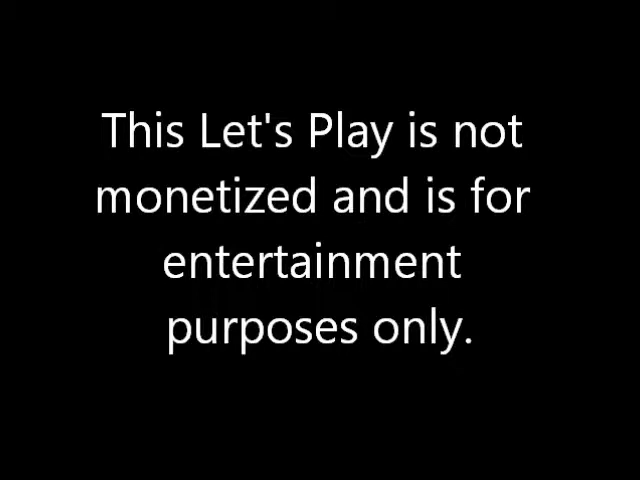 This Let's Play is not
monetized and is for
entertainment
purposes only.